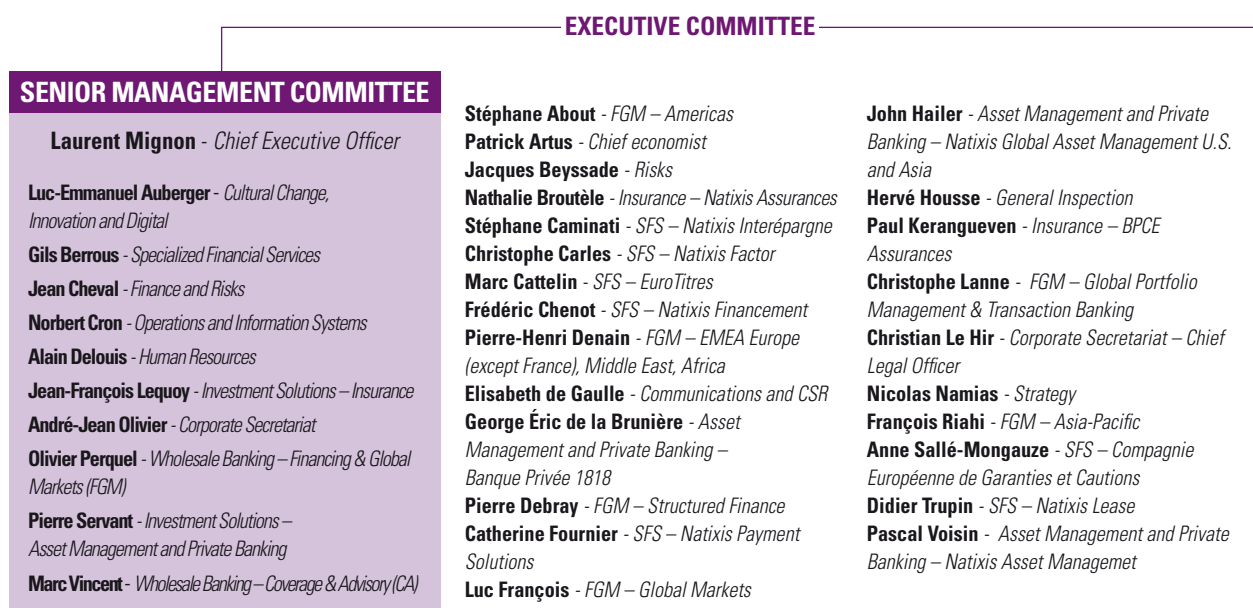 EXECUTIVE COMMITTEE
SENIOR MANAGEMENT COMMITTEE
Laurent Mignon - Chief Executive Officer
Luc-Emmanuel Auberger - Cultural Change,
Innovation and Digital
Gils Berrous - Specialized Financial Services
Jean Cheval - Finance and Risks
Norbert Cron - Operations and Information Systems
Alain Delouis - Human Resources
Jean-François Lequoy - Investment Solutions – Insurance
André-Jean Olivier - Corporate Secretariat
Olivier Perquel - Wholesale Banking – Financing & Global
Markets (FGM)
Pierre Servant - Investment Solutions –
Asset Management and Private Banking
Marc Vincent - Wholesale Banking – Coverage & Advisory (CA)
Stéphane About - FGM – Americas
Patrick Artus - Chief economist
Jacques Beyssade - Risks
Nathalie Broutèle - Insurance – Natixis Assurances
Stéphane Caminati - SFS – Natixis Interépargne
Christophe Carles - SFS – Natixis Factor
Marc Cattelin - SFS – EuroTitres
Frédéric Chenot - SFS – Natixis Financement
Pierre-Henri Denain - FGM – EMEA Europe
(except France), Middle East, Africa
Elisabeth de Gaulle - Communications and CSR
George Éric de la Brunière - Asset
Management and Private Banking –
Banque Privée 1818
Pierre Debray - FGM – Structured Finance
Catherine Fournier - SFS – Natixis Payment
Solutions
Luc François - FGM – Global Markets
John Hailer - Asset Management and Private
Banking – Natixis Global Asset Management U.S.
and Asia
Hervé Housse - General Inspection
Paul Kerangueven - Insurance – BPCE
Assurances
Christophe Lanne - FGM – Global Portfolio
Management & Transaction Banking
Christian Le Hir - Corporate Secretariat – Chief
Legal Officer
Nicolas Namias - Strategy
François Riahi - FGM – Asia-Pacific
Anne Sallé-Mongauze - SFS – Compagnie
Européenne de Garanties et Cautions
Didier Trupin - SFS – Natixis Lease
Pascal Voisin - Asset Management and Private
Banking – Natixis Asset Managemet